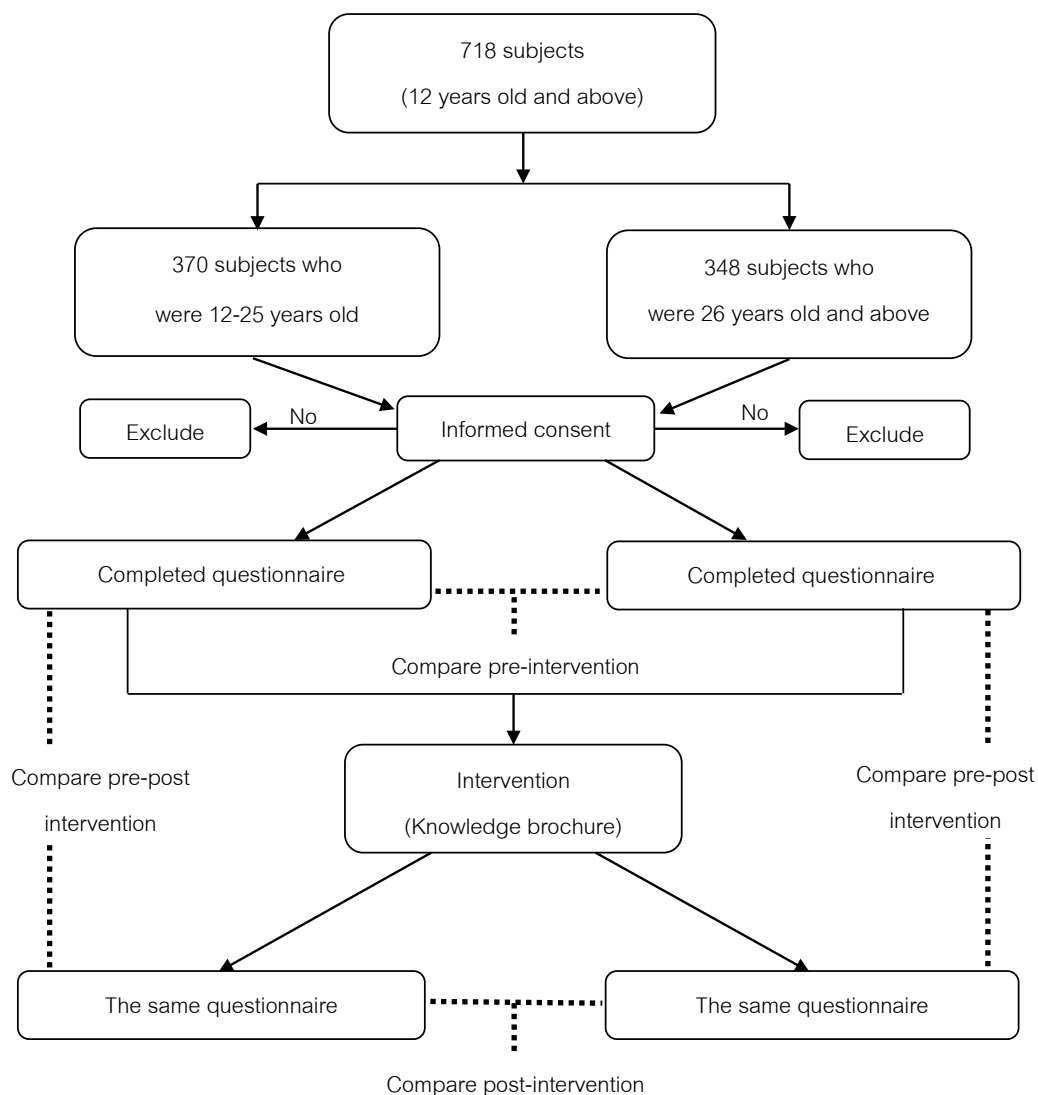 718 subjects
(12 years old and above)
370 subjects who
were 12-25 years old
348 subjects who
were 26 years old and above
Exclude
No
Informed consent
No
Exclude
Completed questionnaire
Completed questionnaire
Compare pre-intervention
Compare pre-post
intervention
Intervention
(Knowledge brochure)
Compare pre-post
intervention
The same questionnaire
The same questionnaire
Compare post-intervention